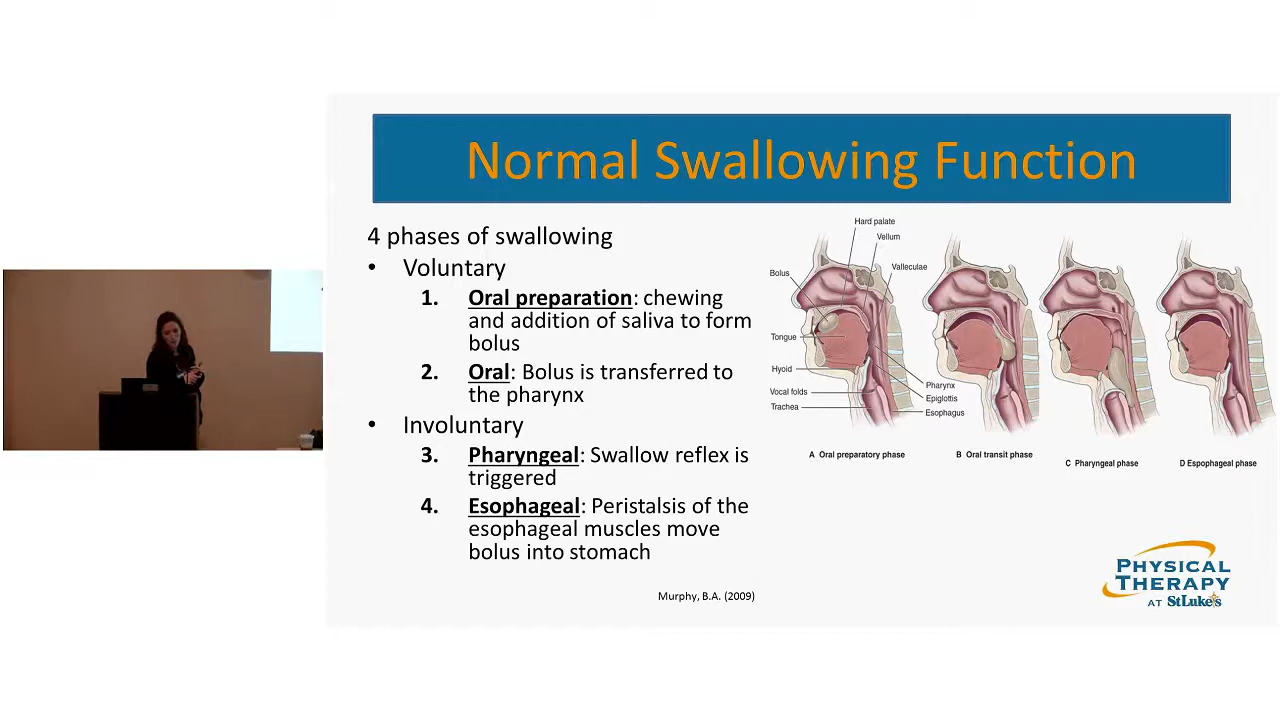 Normal Swallowing Function
4 phases of swallowing
• Voluntary
1. Oral preparation: chewing
and addition of saliva to form
bolus
2. Oral: Bolus is transferred to
the pharynx
• Involuntary
3. Pharyngeal: Swallow reflex is
triggered
4. Esophageal: Peristalsis of the
esophageal muscles move
bolus into stomach
Murphy, B.A. (2009)
Hard palate
Vellum
Valleculae
Bolus
Tongue
Hyoid
Vocal folds
Trachea
Pharynx
Epiglottis
Esophagus
A Oral preparatory phase
B Oral transit phase
C Pharyngeal phase
D Espophageal phase
PHYSICAL
THERAPY
AT StLuke's